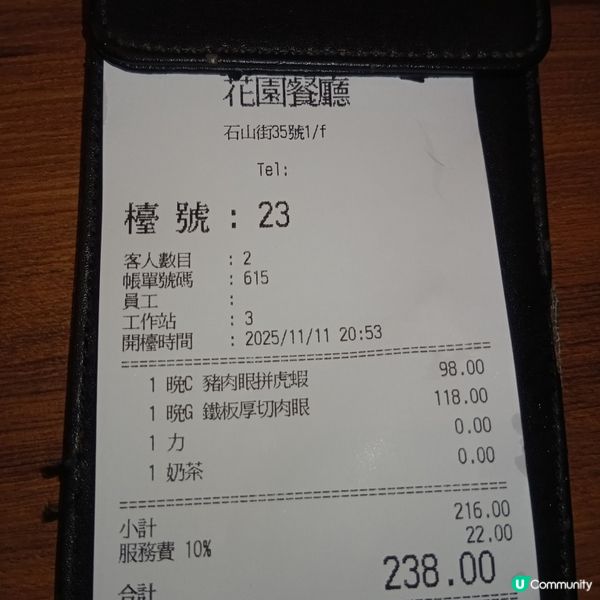 花園餐廳
石山街35號1/f
Tel:
檯 號 : 23
客人數目 : 2
帳單號碼 : 615
員工 :
工作站 : 3
開檯時間 : 2025/11/11 20:53
1 晚C 豬肉眼拼虎蝦 98.00
1 晚G 鐵板厚切肉眼 118.00
1 力 0.00
1 奶茶 0.00
小計 216.00
服務費 10% 22.00
合計 238.00
U Community